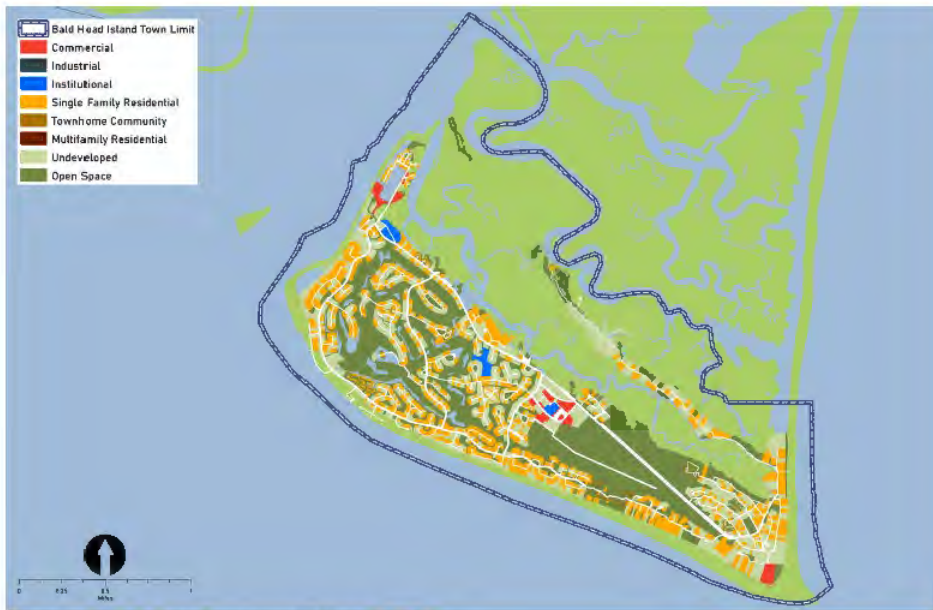 Bald Head Island Town Limit
Commercial
Industrial
Institutional
Single Family Residential
Townhome Community
Multifamily Residential
Undeveloped
Open Space
0 0.25 0.5 1
Miles